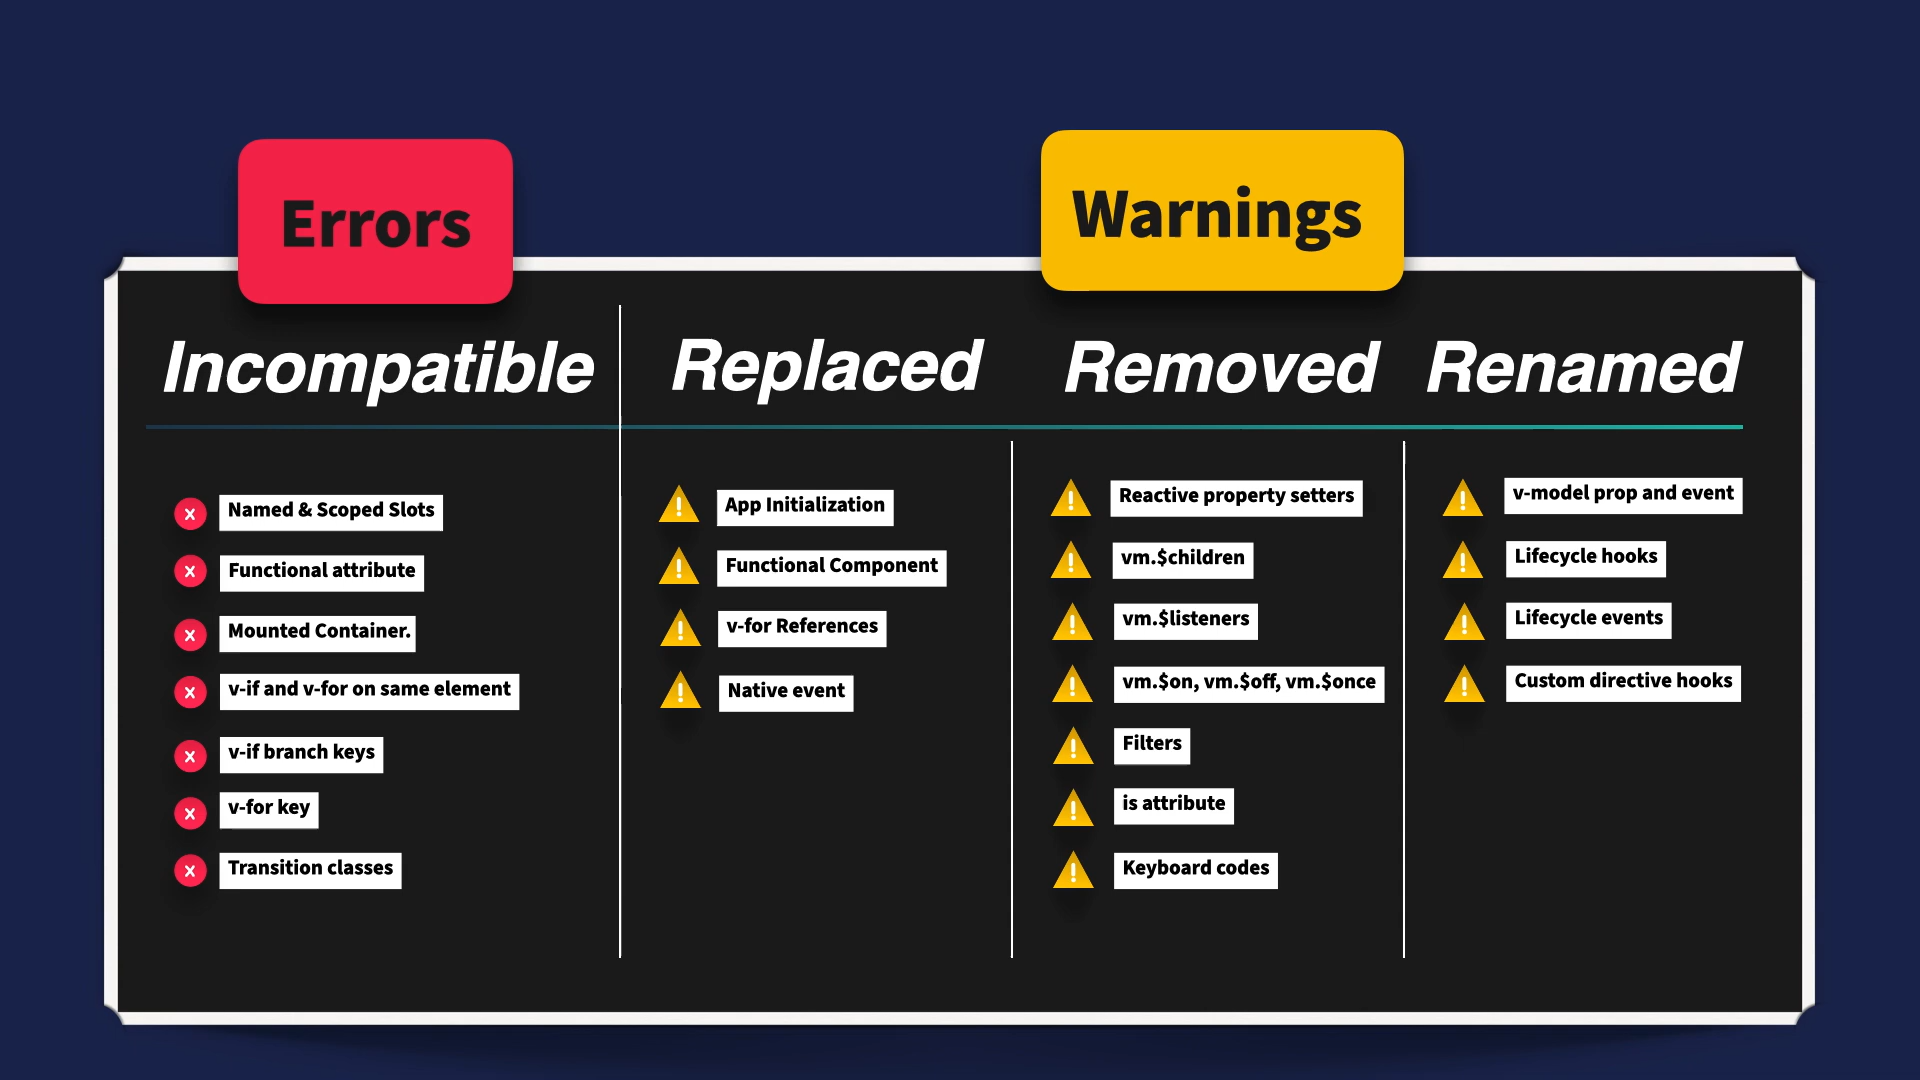 Errors
Warnings
Incompatible
Replaced
Removed
Renamed
Named & Scoped Slots
Functional attribute
Mounted Container.
v-if and v-for on same element
v-if branch keys
v-for key
Transition classes
App Initialization
Functional Component
v-for References
Native event
Reactive property setters
vm.$children
vm.$listeners
vm.$on, vm.$off, vm.$once
Filters
is attribute
Keyboard codes
v-model prop and event
Lifecycle hooks
Lifecycle events
Custom directive hooks